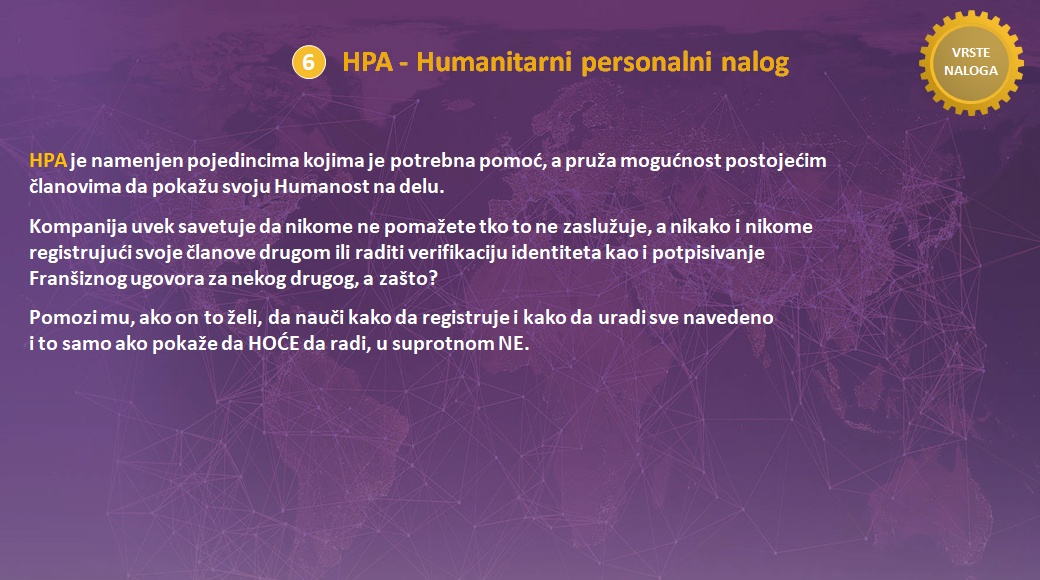 6 HPA - Humanitarni personalni nalog
VRSTE
NALOGA
HPA je namenjen pojedincima kojima je potrebna pomoć, a pruža mogućnost postojećim
članovima da pokažu svoju Humanost na delu.
Kompanija uvek savetuje da nikome ne pomažete tko to ne zaslužuje, a nikako i nikome
registrujući svoje članove drugom ili raditi verifikaciju identiteta kao i potpisivanje
Franšiznog ugovora za nekog drugog, a zašto?
Pomozi mu, ako on to želi, da nauči kako da registruje i kako da uradi sve navedeno
i to samo ako pokaže da HOĆE da radi, u suprotnom NE.